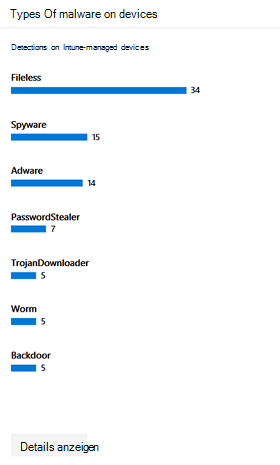 Types Of malware on devices
Detections on Intune-managed devices
Fileless
34
Spyware
15
Adware
14
PasswordStealer
7
TrojanDownloader
5
Worm
5
Backdoor
5
Details anzeigen